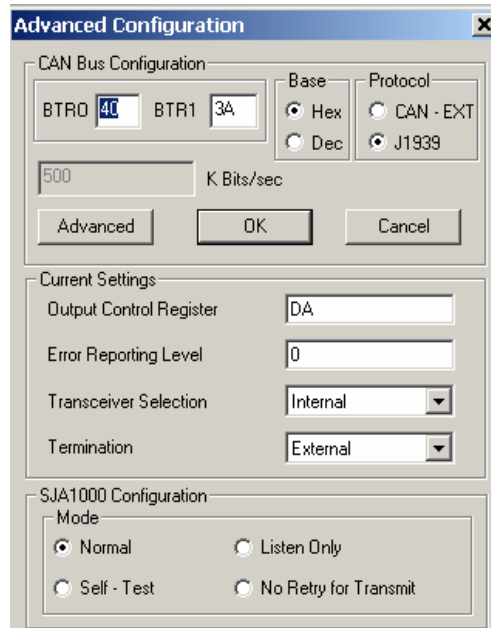 Advanced Configuration
CAN Bus Configuration
BTR0 40 BTR1 3A
Base
Hex
Dec
Protocol
CAN - EXT
J1939
500 K Bits/sec
Advanced OK Cancel
Current Settings
Output Control Register DA
Error Reporting Level 0
Transceiver Selection Internal
Termination External
SJA1000 Configuration
Mode
Normal Listen Only
Self - Test No Retry for Transmit